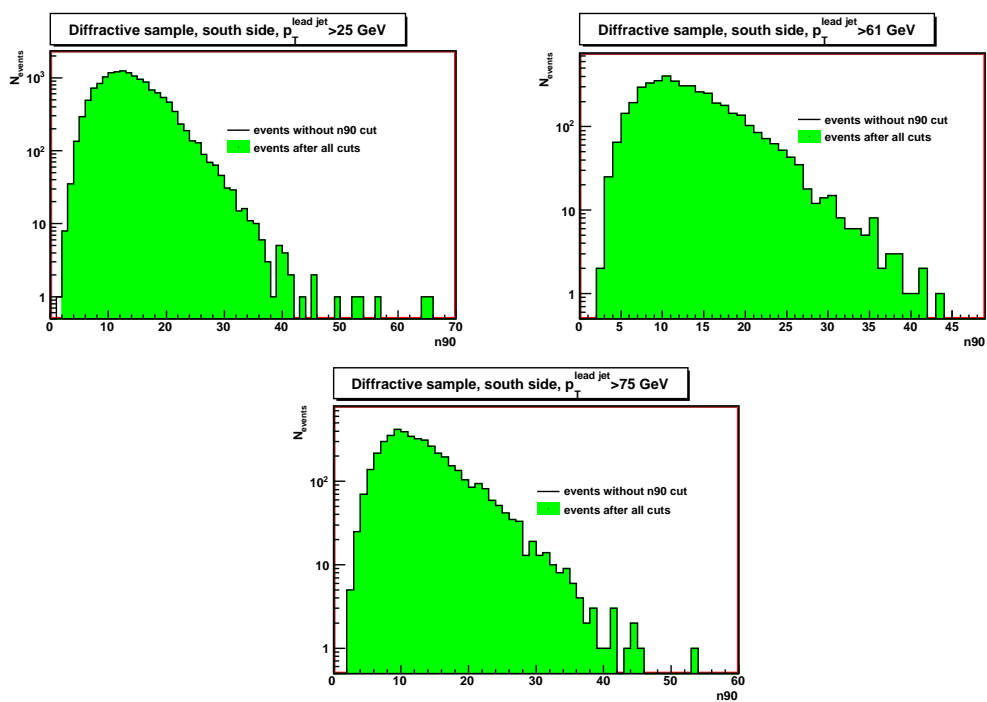 Diffractive sample, south side, p_T^lead jet >25 GeV
N_events
10^3
10^2
10
1
events without n90 cut
events after all cuts
0 10 20 30 40 50 60 70
n90
Diffractive sample, south side, p_T^lead jet >61 GeV
N_events
10^2
10
1
events without n90 cut
events after all cuts
0 5 10 15 20 25 30 35 40 45
n90
Diffractive sample, south side, p_T^lead jet >75 GeV
N_events
10^2
10
1
events without n90 cut
events after all cuts
0 10 20 30 40 50 60
n90